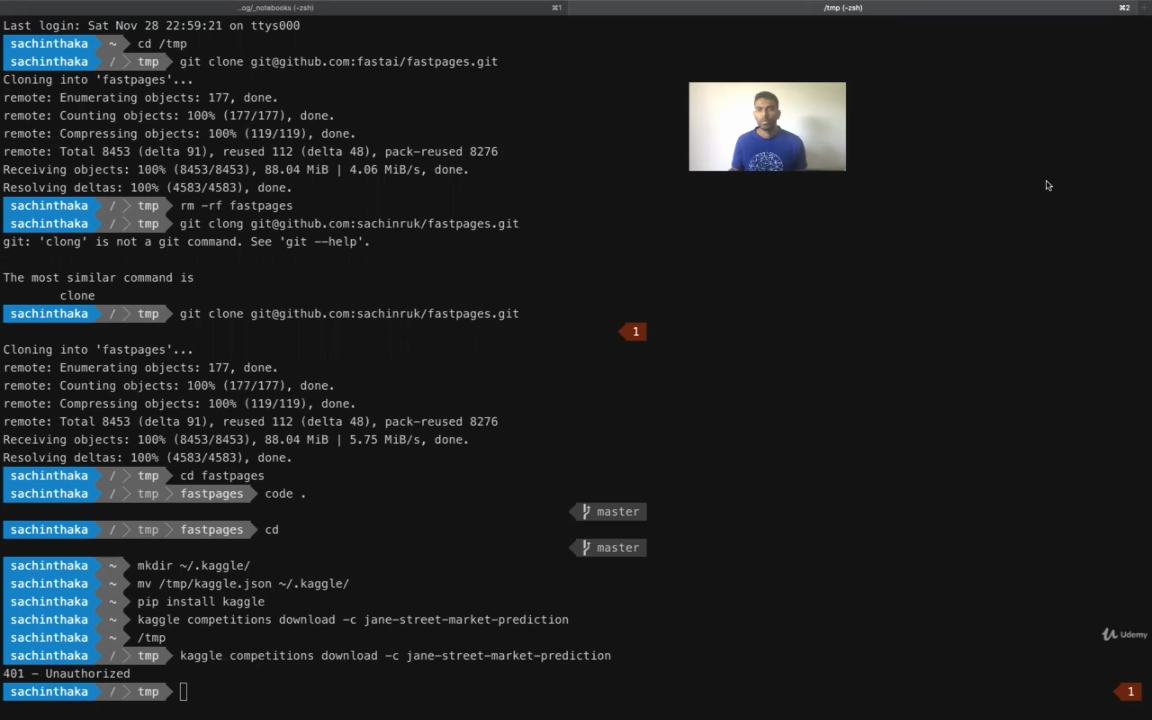 ..og/_notebooks (-zsh) ⌘1 /tmp (-zsh) ⌘2
Last login: Sat Nov 28 22:59:21 on ttys000
sachinthaka ~ cd /tmp
sachinthaka / tmp git clone git@github.com:fastai/fastpages.git
Cloning into 'fastpages'...
remote: Enumerating objects: 177, done.
remote: Counting objects: 100% (177/177), done.
remote: Compressing objects: 100% (119/119), done.
remote: Total 8453 (delta 91), reused 112 (delta 48), pack-reused 8276
Receiving objects: 100% (8453/8453), 88.04 MiB | 4.06 MiB/s, done.
Resolving deltas: 100% (4583/4583), done.
sachinthaka / tmp rm -rf fastpages
sachinthaka / tmp git clong git@github.com:sachinruk/fastpages.git
git: 'clong' is not a git command. See 'git --help'.
The most similar command is
clone
sachinthaka / tmp git clone git@github.com:sachinruk/fastpages.git
1
Cloning into 'fastpages'...
remote: Enumerating objects: 177, done.
remote: Counting objects: 100% (177/177), done.
remote: Compressing objects: 100% (119/119), done.
remote: Total 8453 (delta 91), reused 112 (delta 48), pack-reused 8276
Receiving objects: 100% (8453/8453), 88.04 MiB | 5.75 MiB/s, done.
Resolving deltas: 100% (4583/4583), done.
sachinthaka / tmp cd fastpages
sachinthaka / tmp fastpages code .
master
sachinthaka / tmp fastpages cd
master
sachinthaka ~ mkdir ~/.kaggle/
sachinthaka ~ mv /tmp/kaggle.json ~/.kaggle/
sachinthaka ~ pip install kaggle
sachinthaka ~ kaggle competitions download -c jane-street-market-prediction
sachinthaka ~ /tmp
Udemy
sachinthaka / tmp kaggle competitions download -c jane-street-market-prediction
401 - Unauthorized
sachinthaka / tmp 1